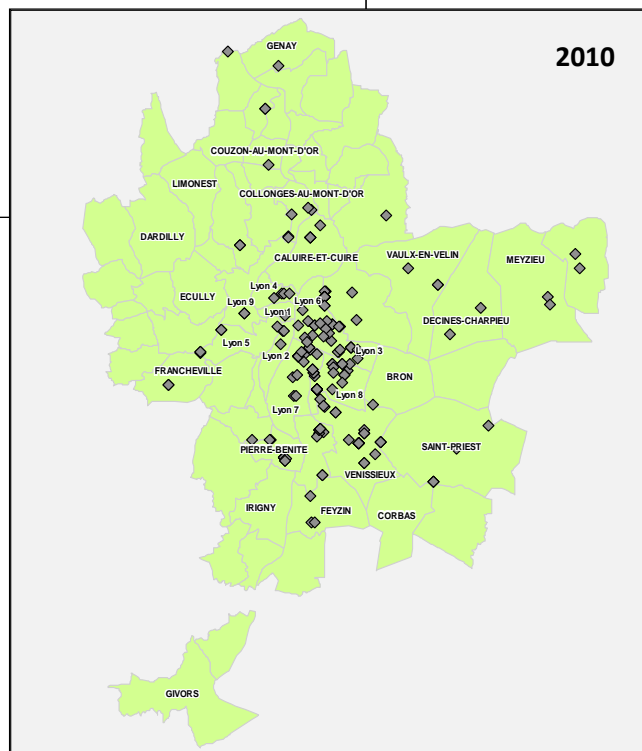 GENAY
2010
COUZON-AU-MONT-D'OR
LIMONEST
COLLONGES-AU-MONT-D'OR
DARDILLY
CALUIRE-ET-CUIRE
VAULX-EN-VELIN
MEYZIEU
ECULLY
Lyon 4
Lyon 6
Lyon 9
Lyon 1
DECINES-CHARPIEU
Lyon 5
Lyon 2
Lyon 3
FRANCHEVILLE
BRON
Lyon 8
Lyon 7
PIERRE-BENITE
SAINT-PRIEST
VENISSIEUX
IRIGNY
FEYZIN
CORBAS
GIVORS